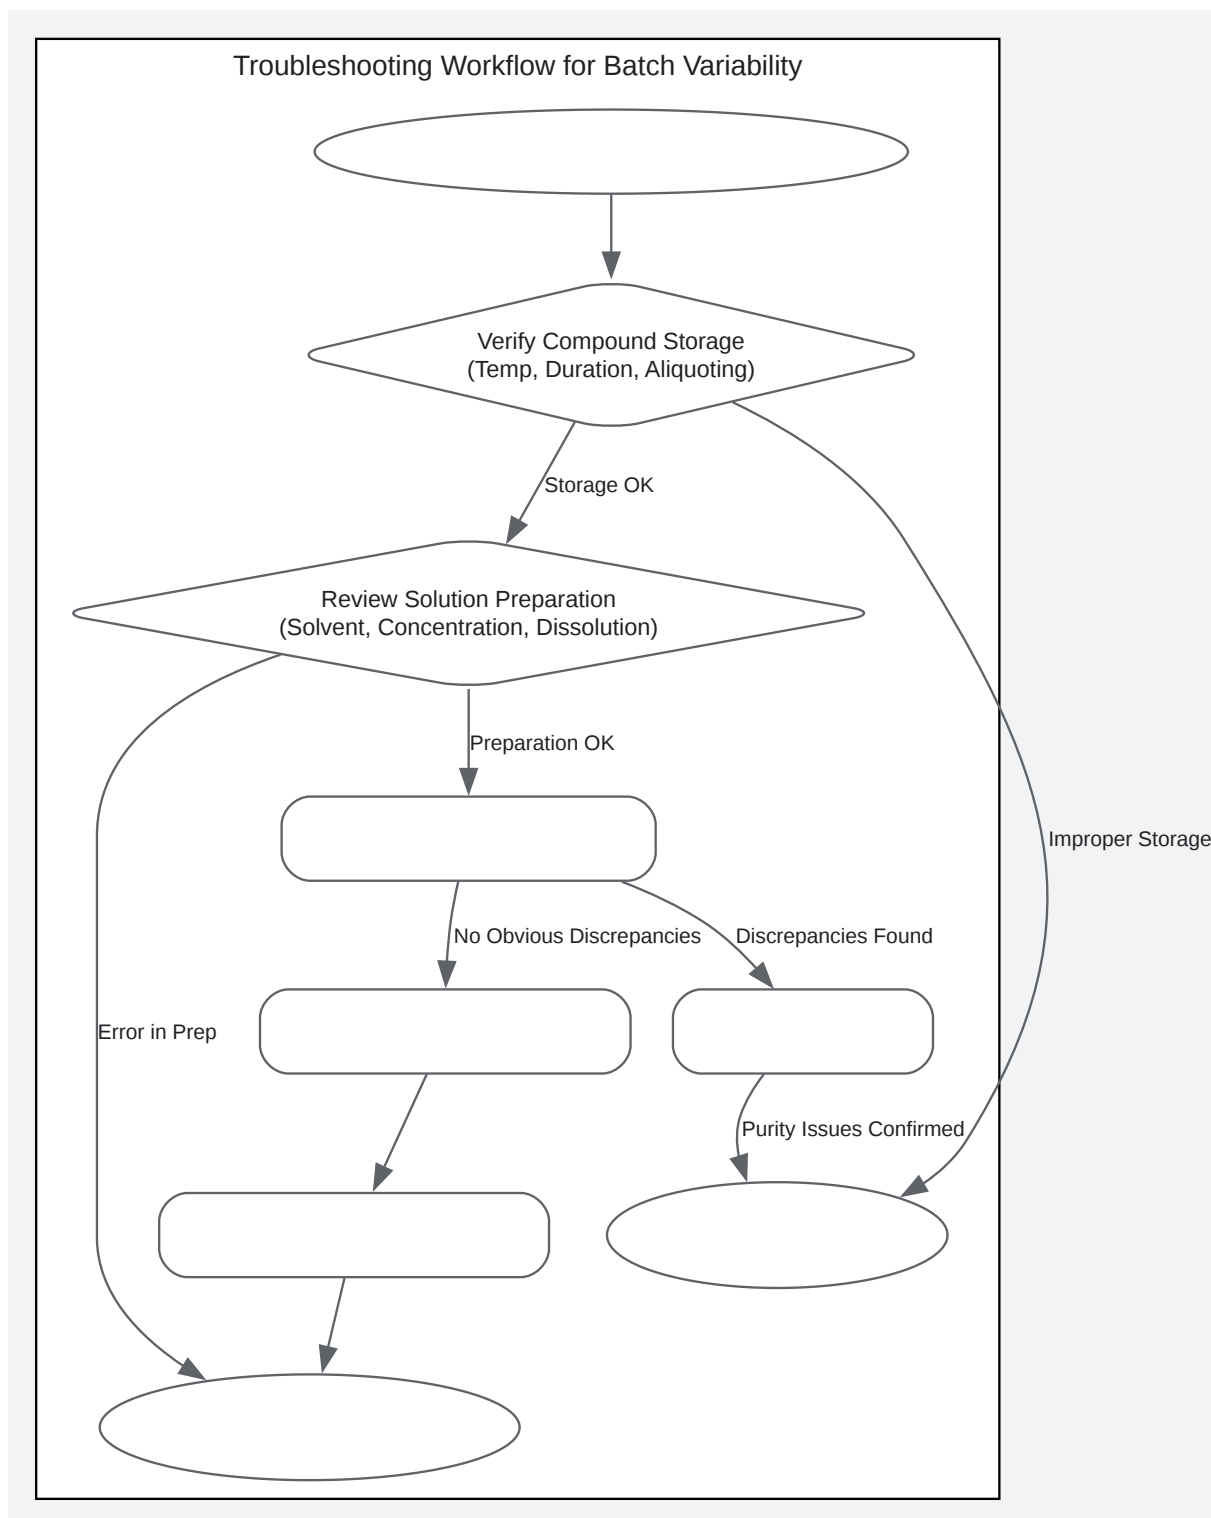 Troubleshooting Workflow for Batch Variability
Verify Compound Storage
(Temp, Duration, Aliquoting)
Storage OK
Review Solution Preparation
(Solvent, Concentration, Dissolution)
Preparation OK
Improper Storage
No Obvious Discrepancies
Discrepancies Found
Error in Prep
Purity Issues Confirmed